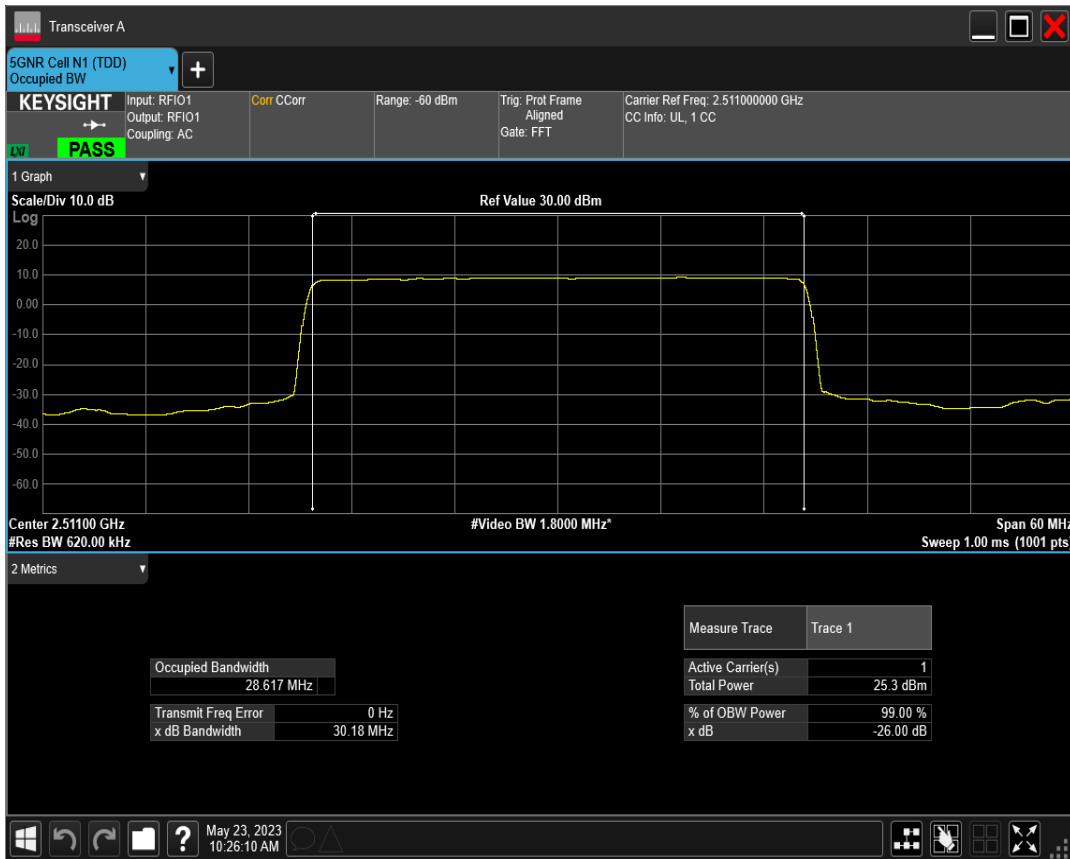 Transceiver A
5GNR Cell N1 (TDD)
Occupied BW
+
KEYSIGHT
LXI
PASS
Input: RFIO1
Output: RFIO1
Coupling: AC
Corr CCorr
Range: -60 dBm
Trig: Prot Frame
Aligned
Gate: FFT
Carrier Ref Freq: 2.511000000 GHz
CC Info: UL, 1 CC
1 Graph
Scale/Div 10.0 dB
Ref Value 30.00 dBm
Log
20.0
10.0
0.00
-10.0
-20.0
-30.0
-40.0
-50.0
-60.0
Center 2.51100 GHz
#Video BW 1.8000 MHz*
Span 60 MHz
#Res BW 620.00 kHz
Sweep 1.00 ms (1001 pts)
2 Metrics
Measure Trace Trace 1
Occupied Bandwidth
28.617 MHz
Active Carrier(s) 1
Total Power 25.3 dBm
Transmit Freq Error 0 Hz
x dB Bandwidth 30.18 MHz
% of OBW Power 99.00 %
x dB -26.00 dB
?
May 23, 2023
10:26:10 AM